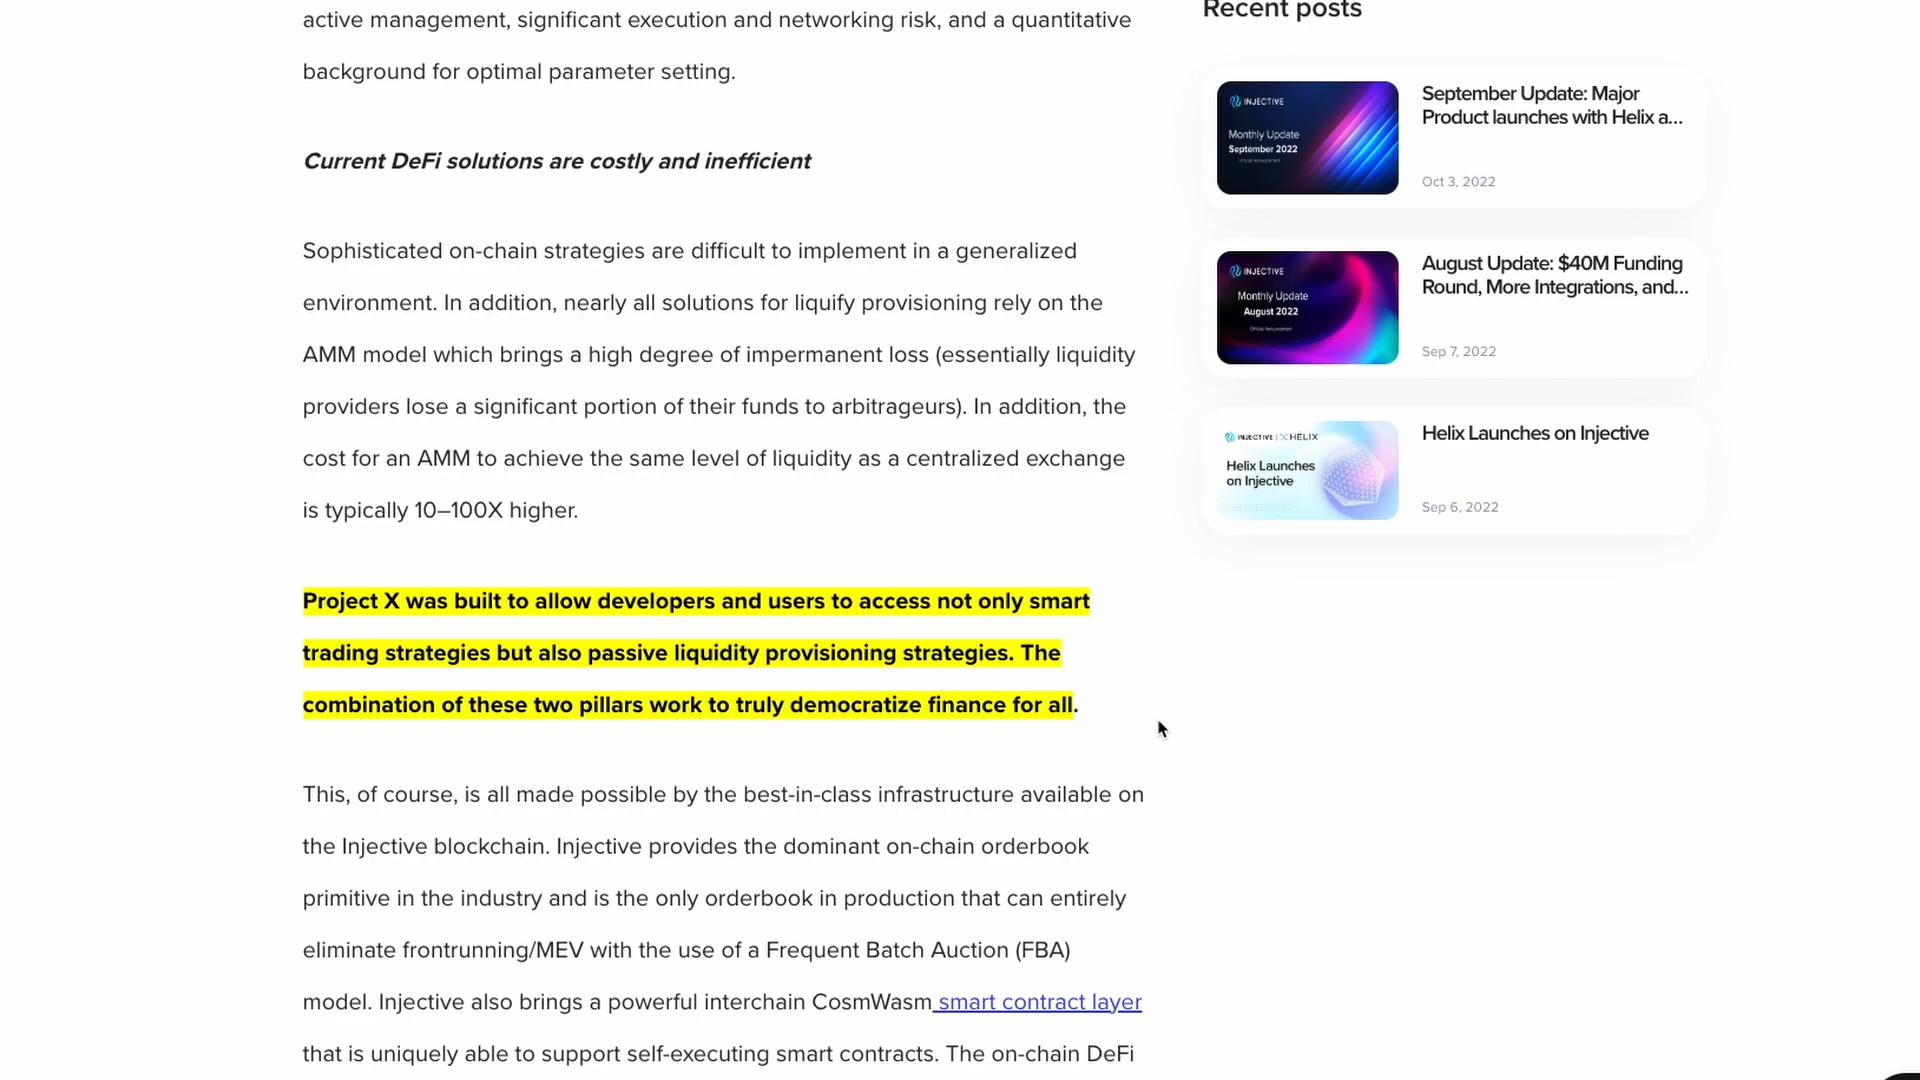 active management, significant execution and networking risk, and a quantitative
background for optimal parameter setting.
Current DeFi solutions are costly and inefficient
Sophisticated on-chain strategies are difficult to implement in a generalized
environment. In addition, nearly all solutions for liquify provisioning rely on the
AMM model which brings a high degree of impermanent loss (essentially liquidity
providers lose a significant portion of their funds to arbitrageurs). In addition, the
cost for an AMM to achieve the same level of liquidity as a centralized exchange
is typically 10–100X higher.
Project X was built to allow developers and users to access not only smart
trading strategies but also passive liquidity provisioning strategies. The
combination of these two pillars work to truly democratize finance for all.
This, of course, is all made possible by the best-in-class infrastructure available on
the Injective blockchain. Injective provides the dominant on-chain orderbook
primitive in the industry and is the only orderbook in production that can entirely
eliminate frontrunning/MEV with the use of a Frequent Batch Auction (FBA)
model. Injective also brings a powerful interchain CosmWasm smart contract layer
that is uniquely able to support self-executing smart contracts. The on-chain DeFi
Recent posts
INJECTIVE
Monthly Update
September 2022
September Update: Major
Product launches with Helix a...
Oct 3, 2022
INJECTIVE
Monthly Update
August 2022
August Update: $40M Funding
Round, More Integrations, and...
Sep 7, 2022
INJECTIVE | HELIX
Helix Launches
on Injective
Helix Launches on Injective
Sep 6, 2022